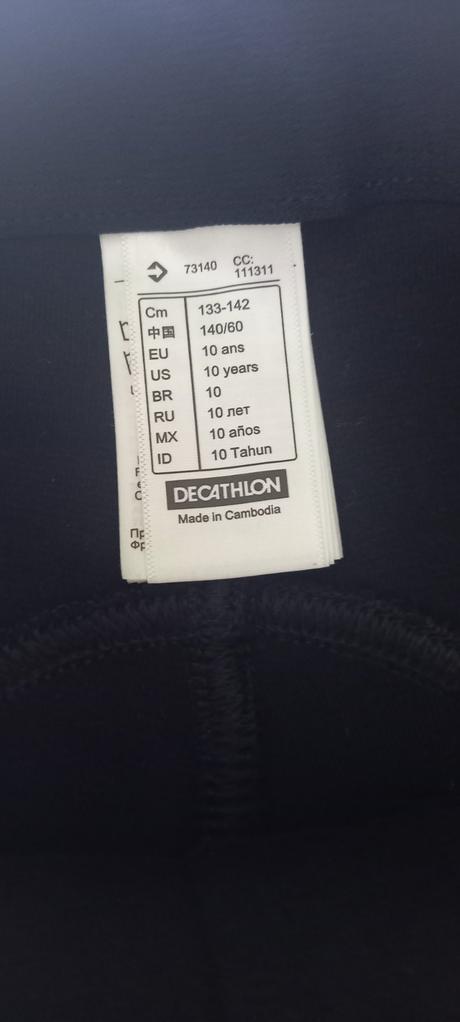 73140 CC: 111311
Cm 133-142
中国 140/60
EU 10 ans
US 10 years
BR 10
RU 10 лет
MX 10 años
ID 10 Tahun
DECATHLON
Made in Cambodia